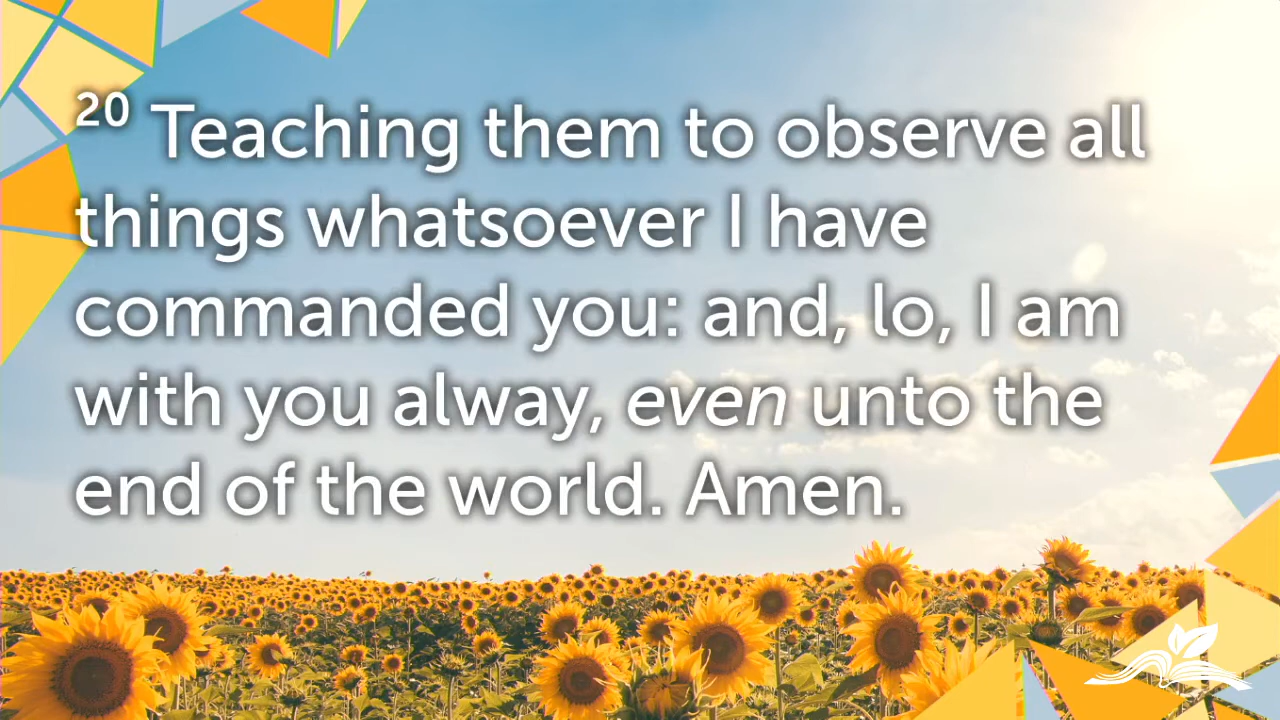 20 Teaching them to observe all
things whatsoever I have
commanded you: and, lo, I am
with you alway, even unto the
end of the world. Amen.